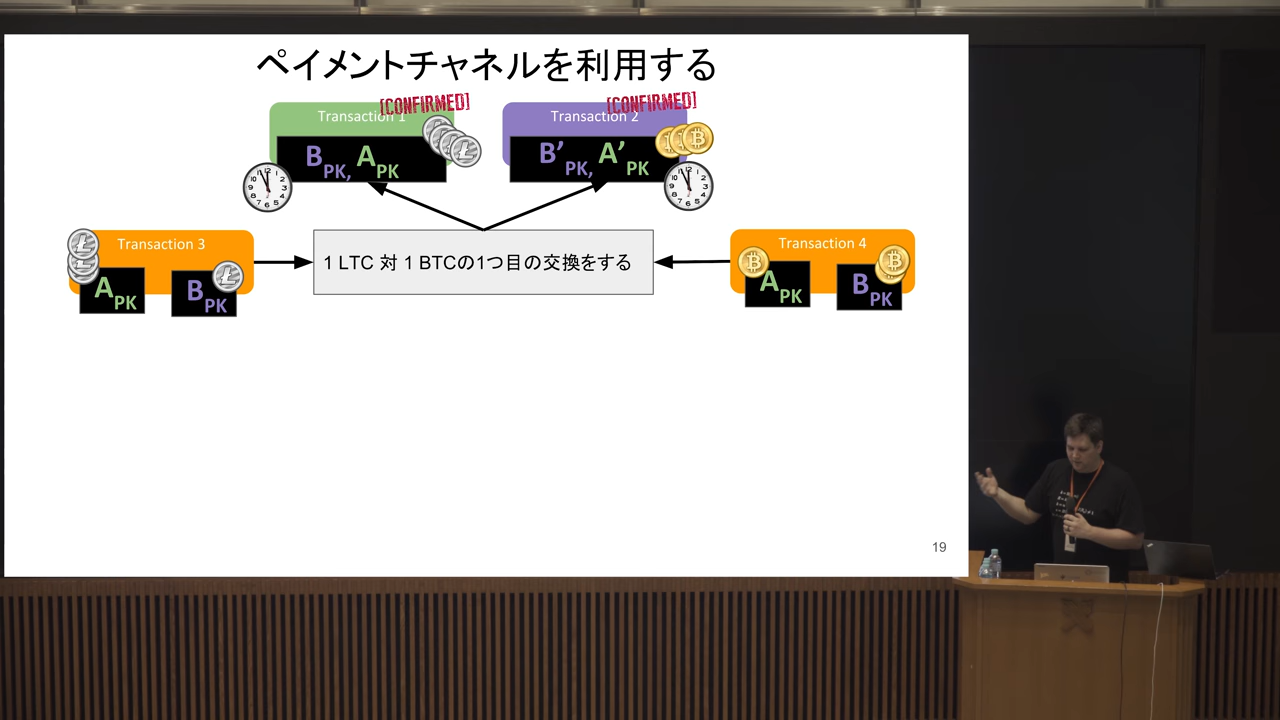 ペイメントチャネルを利用する
Transaction 1
[CONFIRMED]
B PK, A PK
Transaction 2
[CONFIRMED]
B' PK, A' PK
Transaction 3
A PK
B PK
1 LTC 対 1 BTCの1つ目の交換をする
Transaction 4
A PK
B PK
19